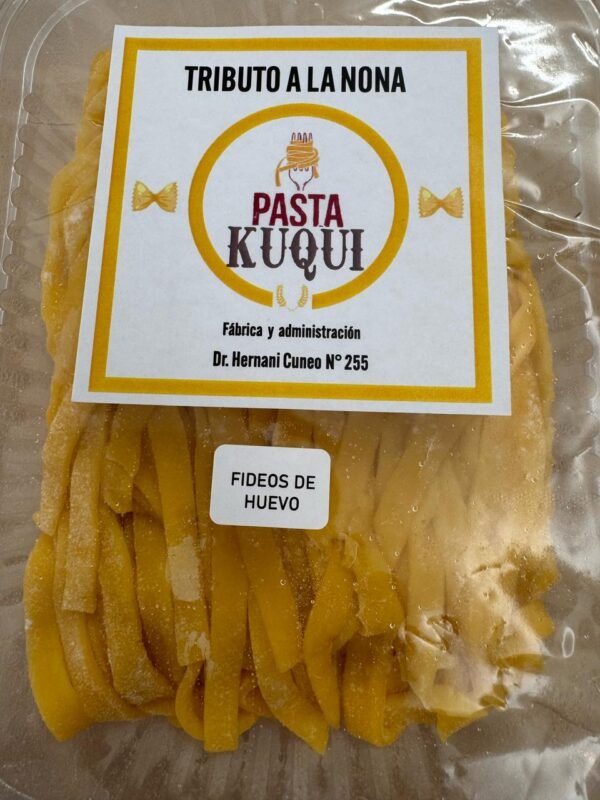 TRIBUTO A LA NONA
PASTA
KUQUI
Fábrica y administración
Dr. Hernani Cuneo N° 255
FIDEOS DE
HUEVO